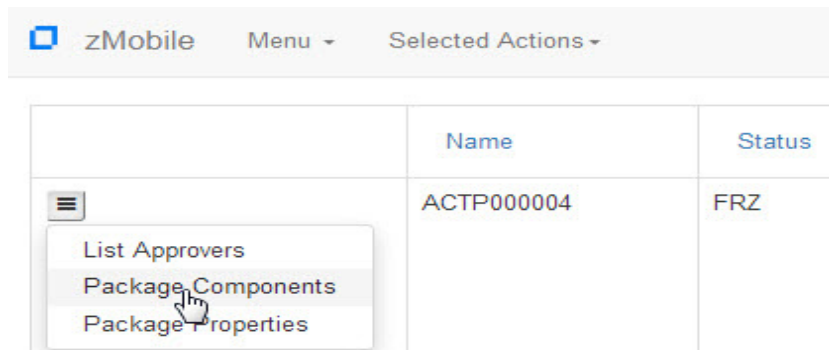 zMobile Menu Selected Actions
Name Status
ACTP000004 FRZ
List Approvers
Package Components
Package Properties